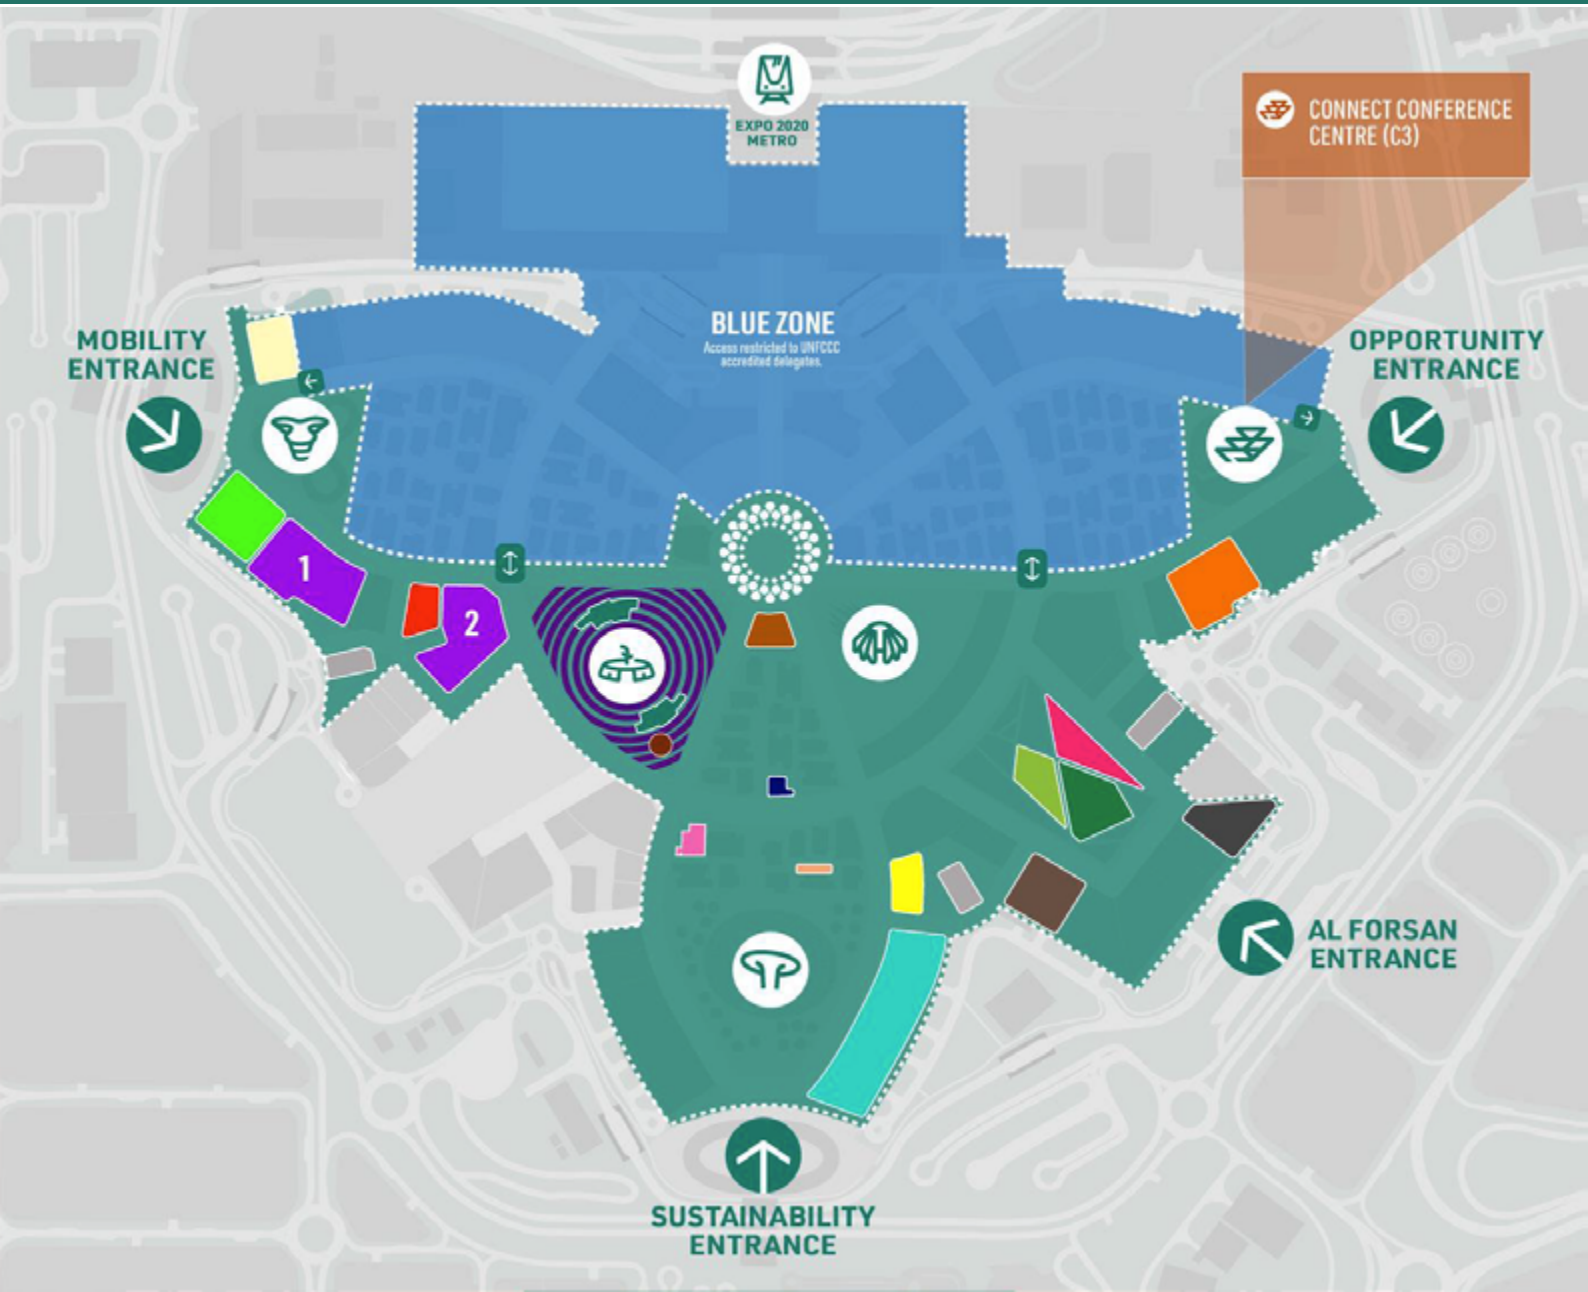 EXPO 2020
METRO
CONNECT CONFERENCE
CENTRE (C3)
BLUE ZONE
Access restricted to UNFCCC
accredited delegates.
MOBILITY
ENTRANCE
OPPORTUNITY
ENTRANCE
1
2
AL FORSAN
ENTRANCE
SUSTAINABILITY
ENTRANCE